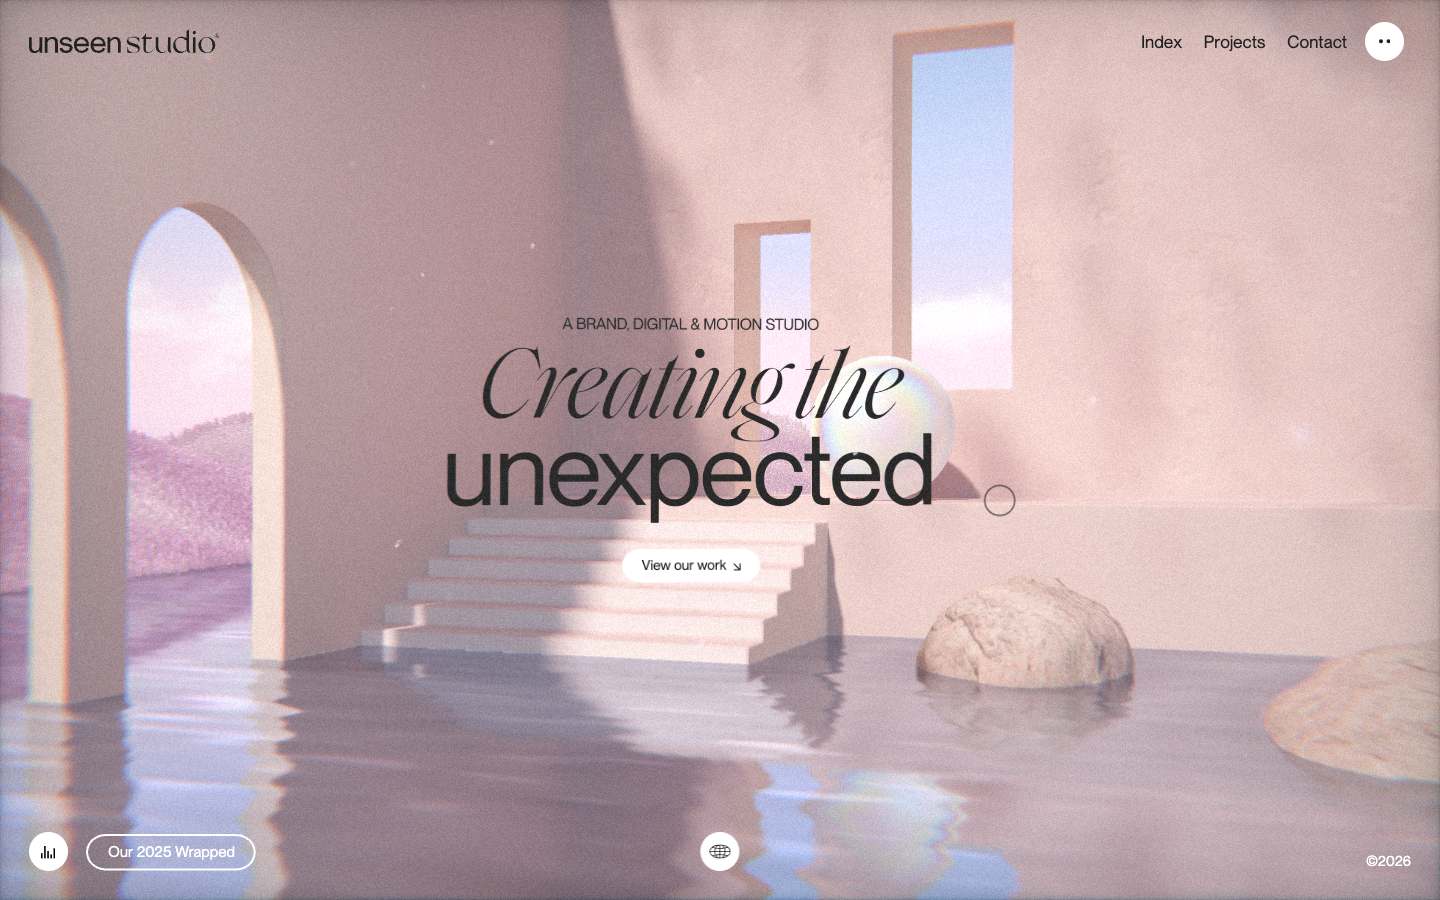 unseen studio
Index Projects Contact
A BRAND, DIGITAL & MOTION STUDIO
Creating the
unexpected
View our work ↘
Our 2025 Wrapped
©2026